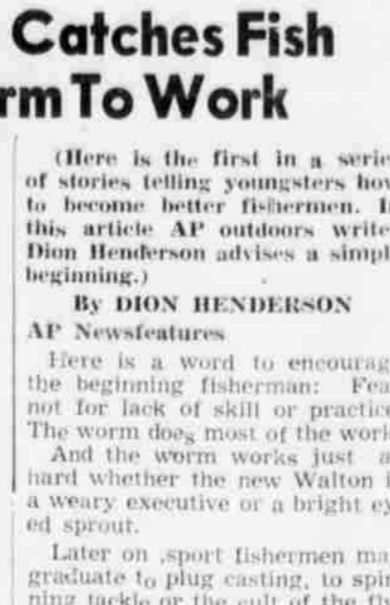 Catches Fish
rm To Work
(Here is the first in a serie
of stories telling youngsters how
to become better fishermen. I
this article AP outdoors write
Dion Henderson advises a simpl
beginning.)
By DION HENDERSON
AP Newsfeatures
Here is a word to encourag
the beginning fisherman: Fea
not for lack of skill or practice
The worm does most of the work
And the worm works just a
hard whether the new Walton i
a weary executive or a bright ey
ed sprout.
Later on ,sport fishermen ma
graduate to plug casting, to spin
ning tackle or the cult of the fl